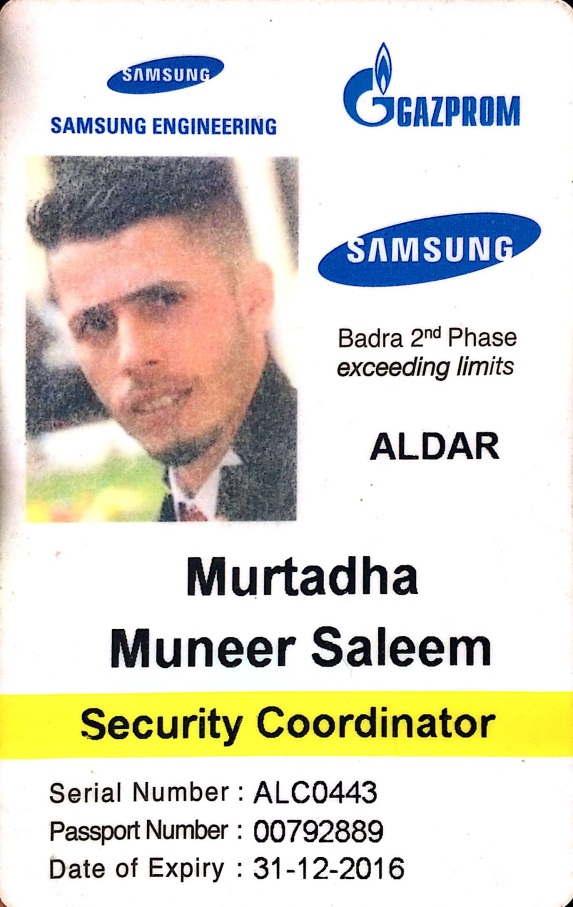 SAMSUNG
SAMSUNG ENGINEERING
GAZPROM
SAMSUNG
Badra 2nd Phase
exceeding limits
ALDAR
Murtadha
Muneer Saleem
Security Coordinator
Serial Number : ALC0443
Passport Number : 00792889
Date of Expiry : 31-12-2016